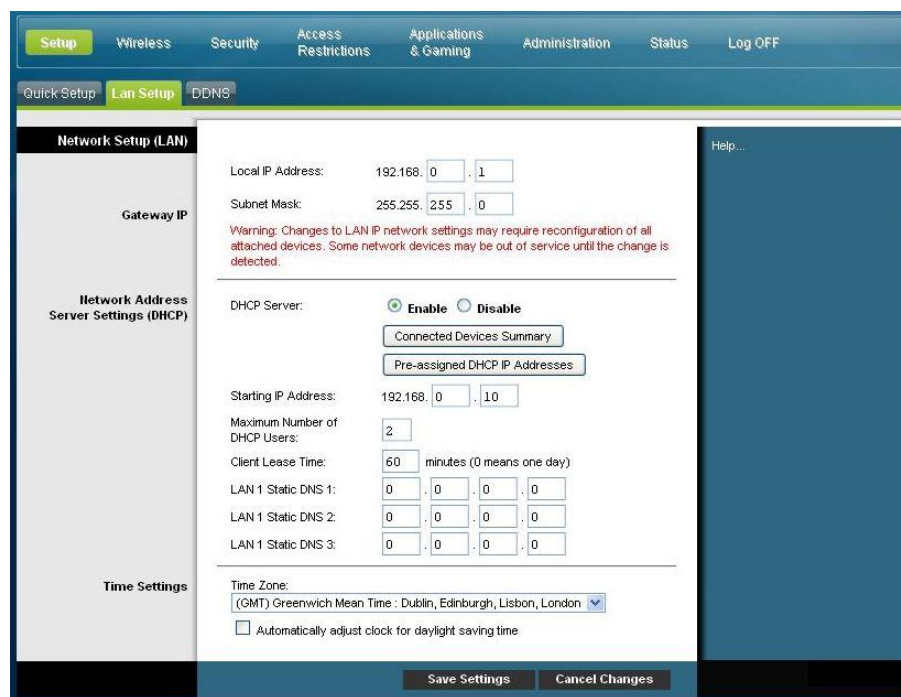 Setup Wireless Security Access Restrictions Applications & Gaming Administration Status Log OFF
Quick Setup Lan Setup DDNS
Network Setup (LAN)
Help...
Gateway IP
Local IP Address: 192.168. 0 . 1
Subnet Mask: 255.255. 255 . 0
Warning: Changes to LAN IP network settings may require reconfiguration of all
attached devices. Some network devices may be out of service until the change is
detected.
Network Address
Server Settings (DHCP)
DHCP Server: Enable Disable
Connected Devices Summary
Pre-assigned DHCP IP Addresses
Starting IP Address: 192.168. 0 . 10
Maximum Number of
DHCP Users: 2
Client Lease Time: 60 minutes (0 means one day)
LAN 1 Static DNS 1: 0 . 0 . 0 . 0
LAN 1 Static DNS 2: 0 . 0 . 0 . 0
LAN 1 Static DNS 3: 0 . 0 . 0 . 0
Time Settings
Time Zone:
(GMT) Greenwich Mean Time : Dublin, Edinburgh, Lisbon, London
Automatically adjust clock for daylight saving time
Save Settings Cancel Changes